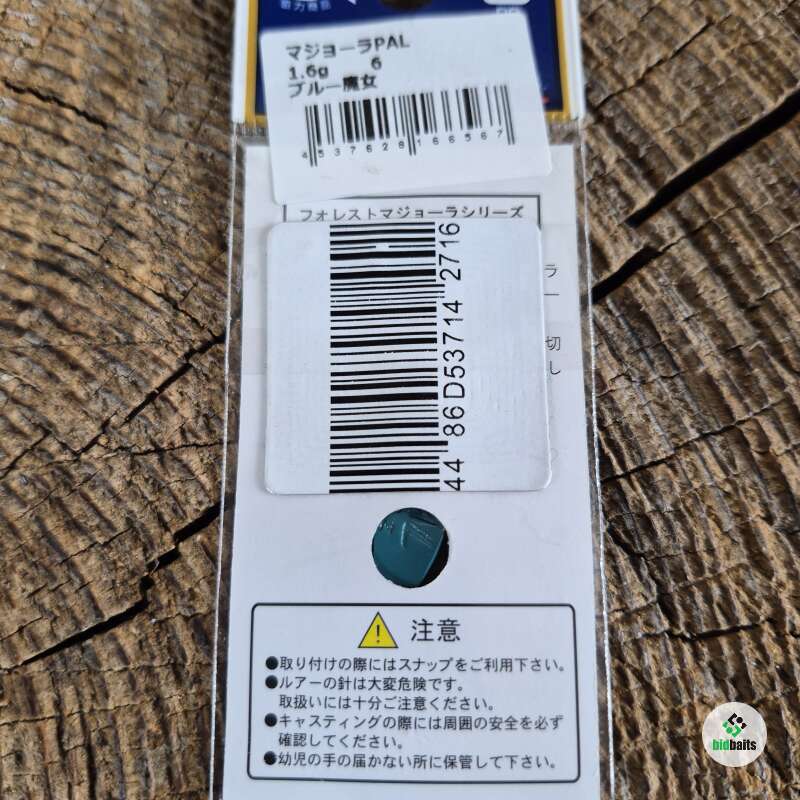 マジョーラPAL
1.6g 6
ブルー魔女
4537628166567
フォレストマジョーラシリーズ
ラ
ー
切
し
44 86D53714 2716
注意
●取り付けの際にはスナップをご利用下さい。
●ルアーの針は大変危険です。
取扱いには十分ご注意ください。
●キャスティングの際には周囲の安全を必ず
確認してください。
●幼児の手の届かない所に保管して下さい。
bidbaits